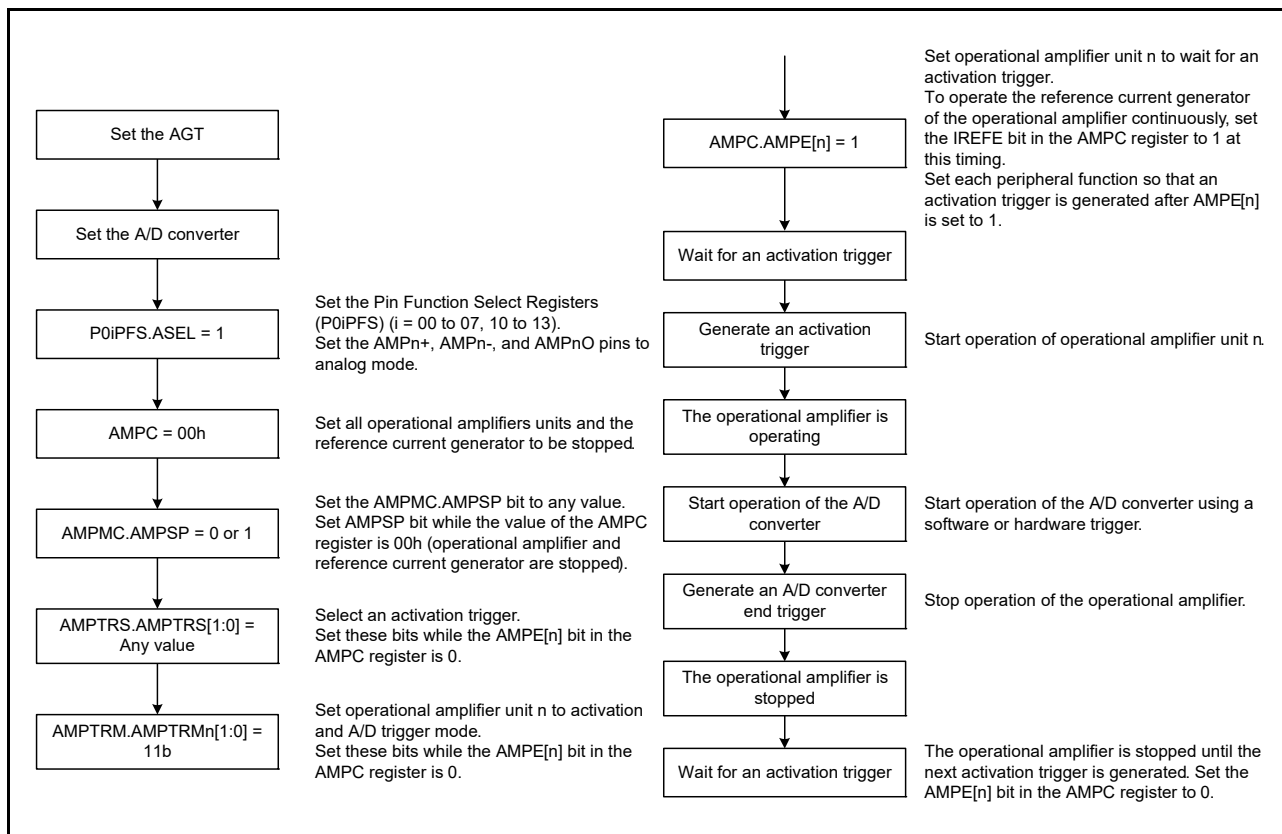 Set the AGT
Set the A/D converter
P0iPFS.ASEL = 1
Set the Pin Function Select Registers
(P0iPFS) (i = 00 to 07, 10 to 13).
Set the AMPn+, AMPn-, and AMPnO pins to
analog mode.
AMPC = 00h
Set all operational amplifiers units and the
reference current generator to be stopped.
AMPMC.AMPSP = 0 or 1
Set the AMPMC.AMPSP bit to any value.
Set AMPSP bit while the value of the AMPC
register is 00h (operational amplifier and
reference current generator are stopped).
AMPTRS.AMPTRS[1:0] =
Any value
Select an activation trigger.
Set these bits while the AMPE[n] bit in the
AMPC register is 0.
AMPTRM.AMPTRMn[1:0] =
11b
Set operational amplifier unit n to activation
and A/D trigger mode.
Set these bits while the AMPE[n] bit in the
AMPC register is 0.
AMPC.AMPE[n] = 1
Set operational amplifier unit n to wait for an
activation trigger.
To operate the reference current generator
of the operational amplifier continuously, set
the IREFE bit in the AMPC register to 1 at
this timing.
Set each peripheral function so that an
activation trigger is generated after AMPE[n]
is set to 1.
Wait for an activation trigger
Generate an activation
trigger
Start operation of operational amplifier unit n.
The operational amplifier is
operating
Start operation of the A/D
converter
Start operation of the A/D converter using a
software or hardware trigger.
Generate an A/D converter
end trigger
Stop operation of the operational amplifier.
The operational amplifier is
stopped
Wait for an activation trigger
The operational amplifier is stopped until the
next activation trigger is generated. Set the
AMPE[n] bit in the AMPC register to 0.